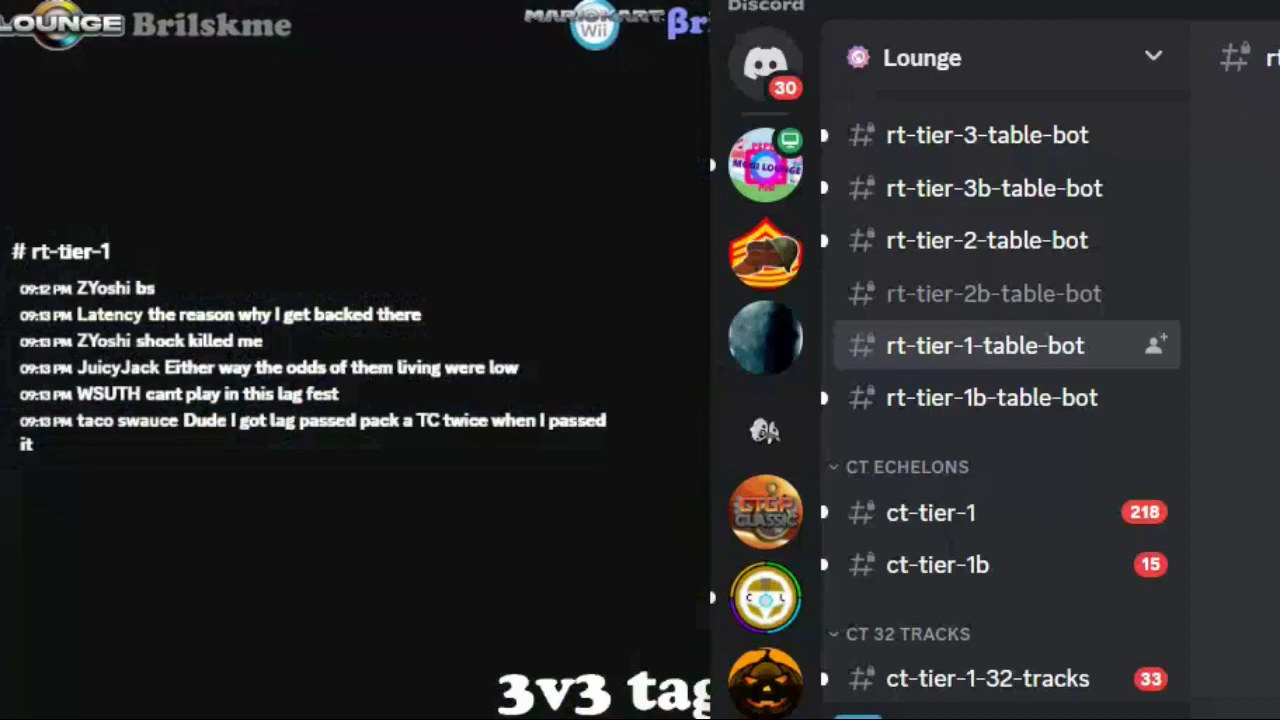 LOUNGE Brilskme
MARIOKART Wii βri
# rt-tier-1
09:12 PM ZYoshi bs
09:13 PM Latency the reason why I get backed there
09:13 PM ZYoshi shock killed me
09:13 PM JuicyJack Either way the odds of them living were low
09:13 PM WSUTH cant play in this lag fest
09:13 PM taco swauce Dude I got lag passed pack a TC twice when I passed
it
3v3 tag
Discord
30
MOGI LOUNGE
CTGP
CLASSIC
C L
Lounge
rt-tier-3-table-bot
rt-tier-3b-table-bot
rt-tier-2-table-bot
rt-tier-2b-table-bot
rt-tier-1-table-bot
rt-tier-1b-table-bot
CT ECHELONS
ct-tier-1 218
ct-tier-1b 15
CT 32 TRACKS
ct-tier-1-32-tracks 33
# rt